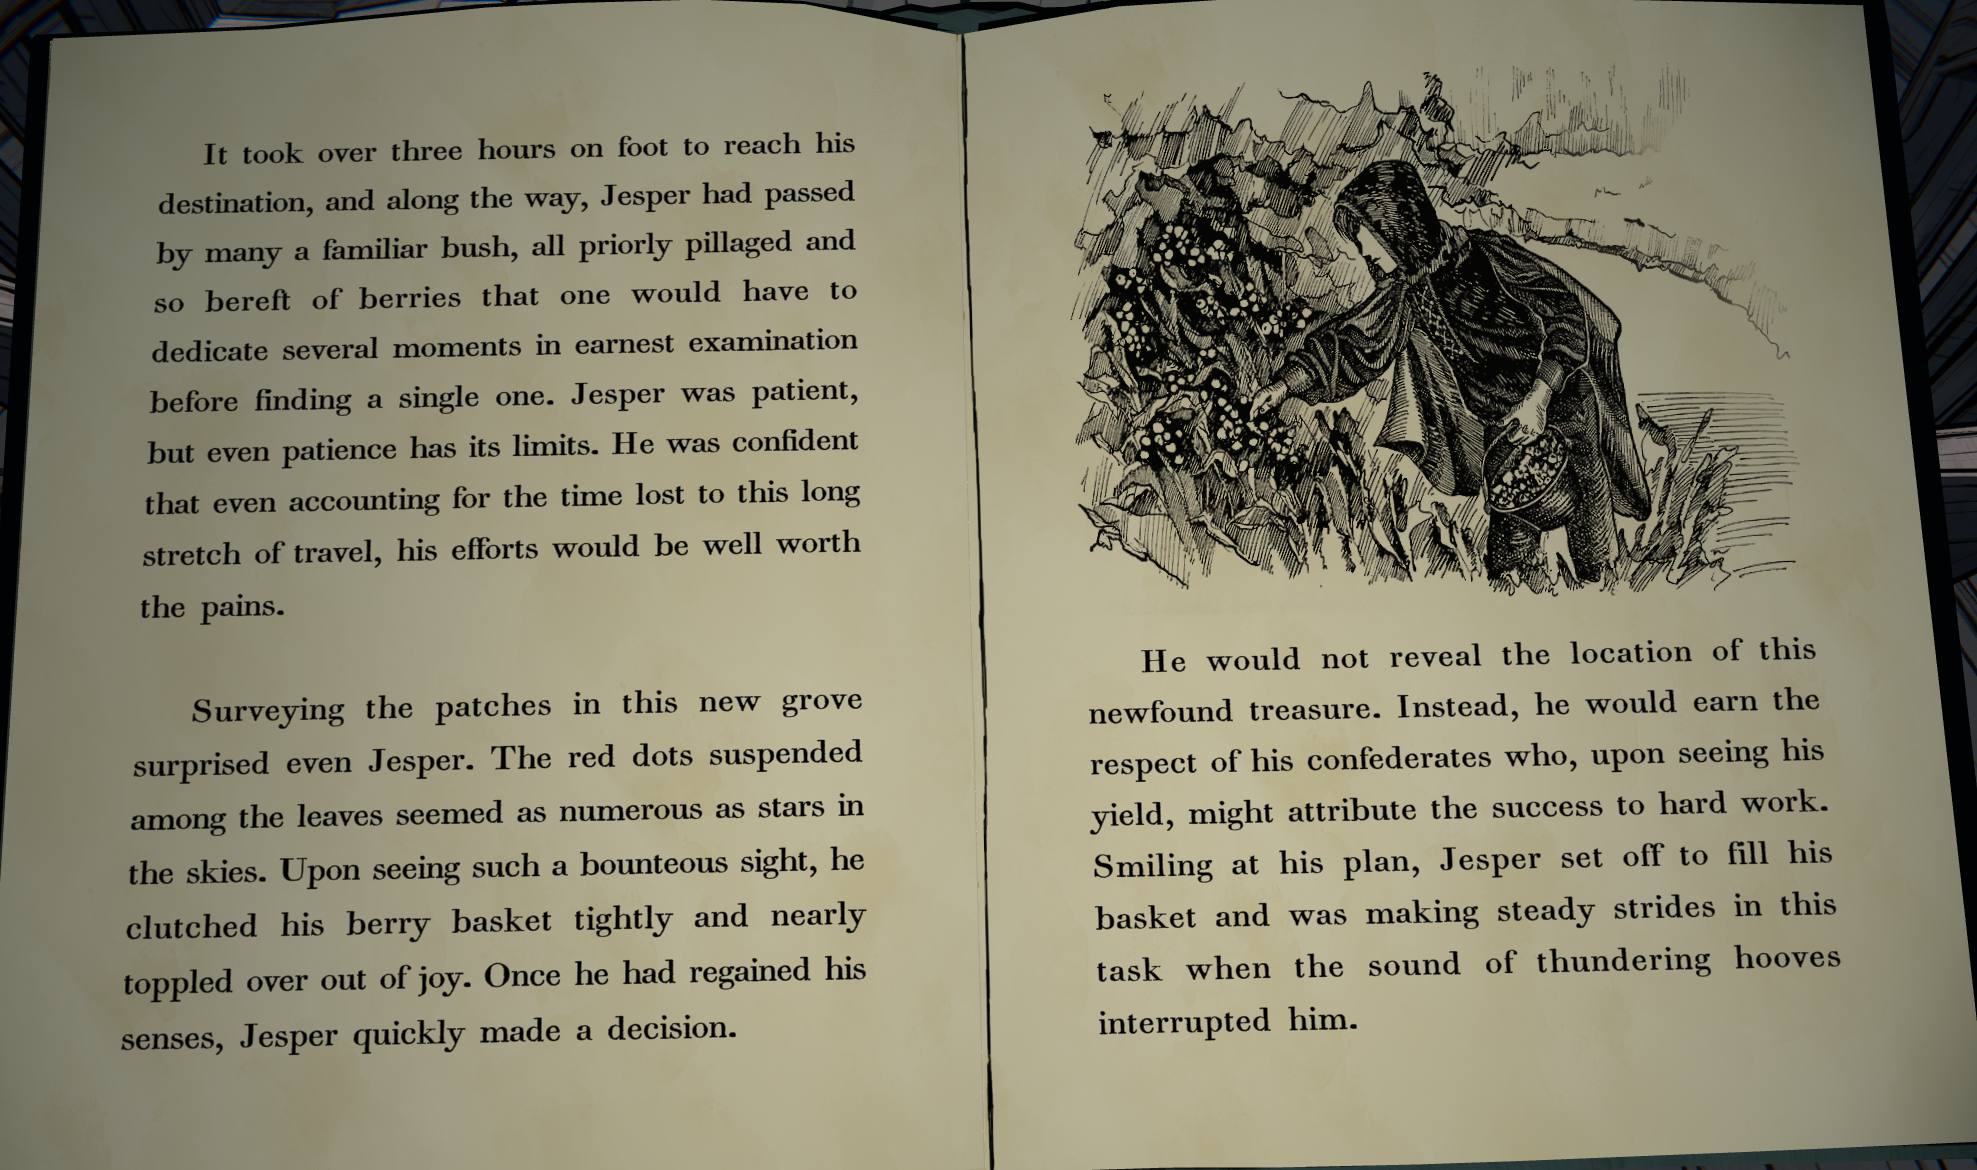 It took over three hours on foot to reach his
destination, and along the way, Jesper had passed
by many a familiar bush, all priorly pillaged and
so bereft of berries that one would have to
dedicate several moments in earnest examination
before finding a single one. Jesper was patient,
but even patience has its limits. He was confident
that even accounting for the time lost to this long
stretch of travel, his efforts would be well worth
the pains.
Surveying the patches in this new grove
surprised even Jesper. The red dots suspended
among the leaves seemed as numerous as stars in
the skies. Upon seeing such a bounteous sight, he
clutched his berry basket tightly and nearly
toppled over out of joy. Once he had regained his
senses, Jesper quickly made a decision.
He would not reveal the location of this
newfound treasure. Instead, he would earn the
respect of his confederates who, upon seeing his
yield, might attribute the success to hard work.
Smiling at his plan, Jesper set off to fill his
basket and was making steady strides in this
task when the sound of thundering hooves
interrupted him.